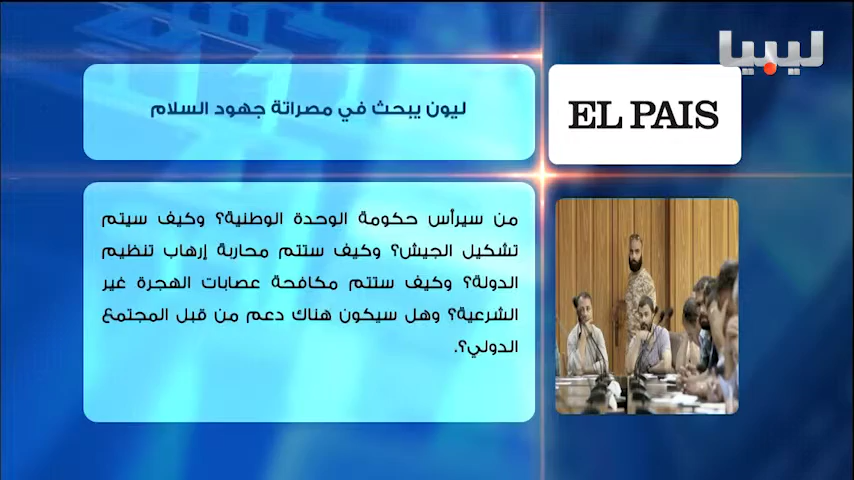 ليبيا
EL PAIS
ليون يبحث في مصراتة جهود السلام
من سيرأس حكومة الوحدة الوطنية؟ وكيف سيتم
تشكيل الجيش؟ وكيف ستتم محاربة إرهاب تنظيم
الدولة؟ وكيف ستتم مكافحة عصابات الهجرة غير
الشرعية؟ وهل سيكون هناك دعم من قبل المجتمع
الدولي؟.